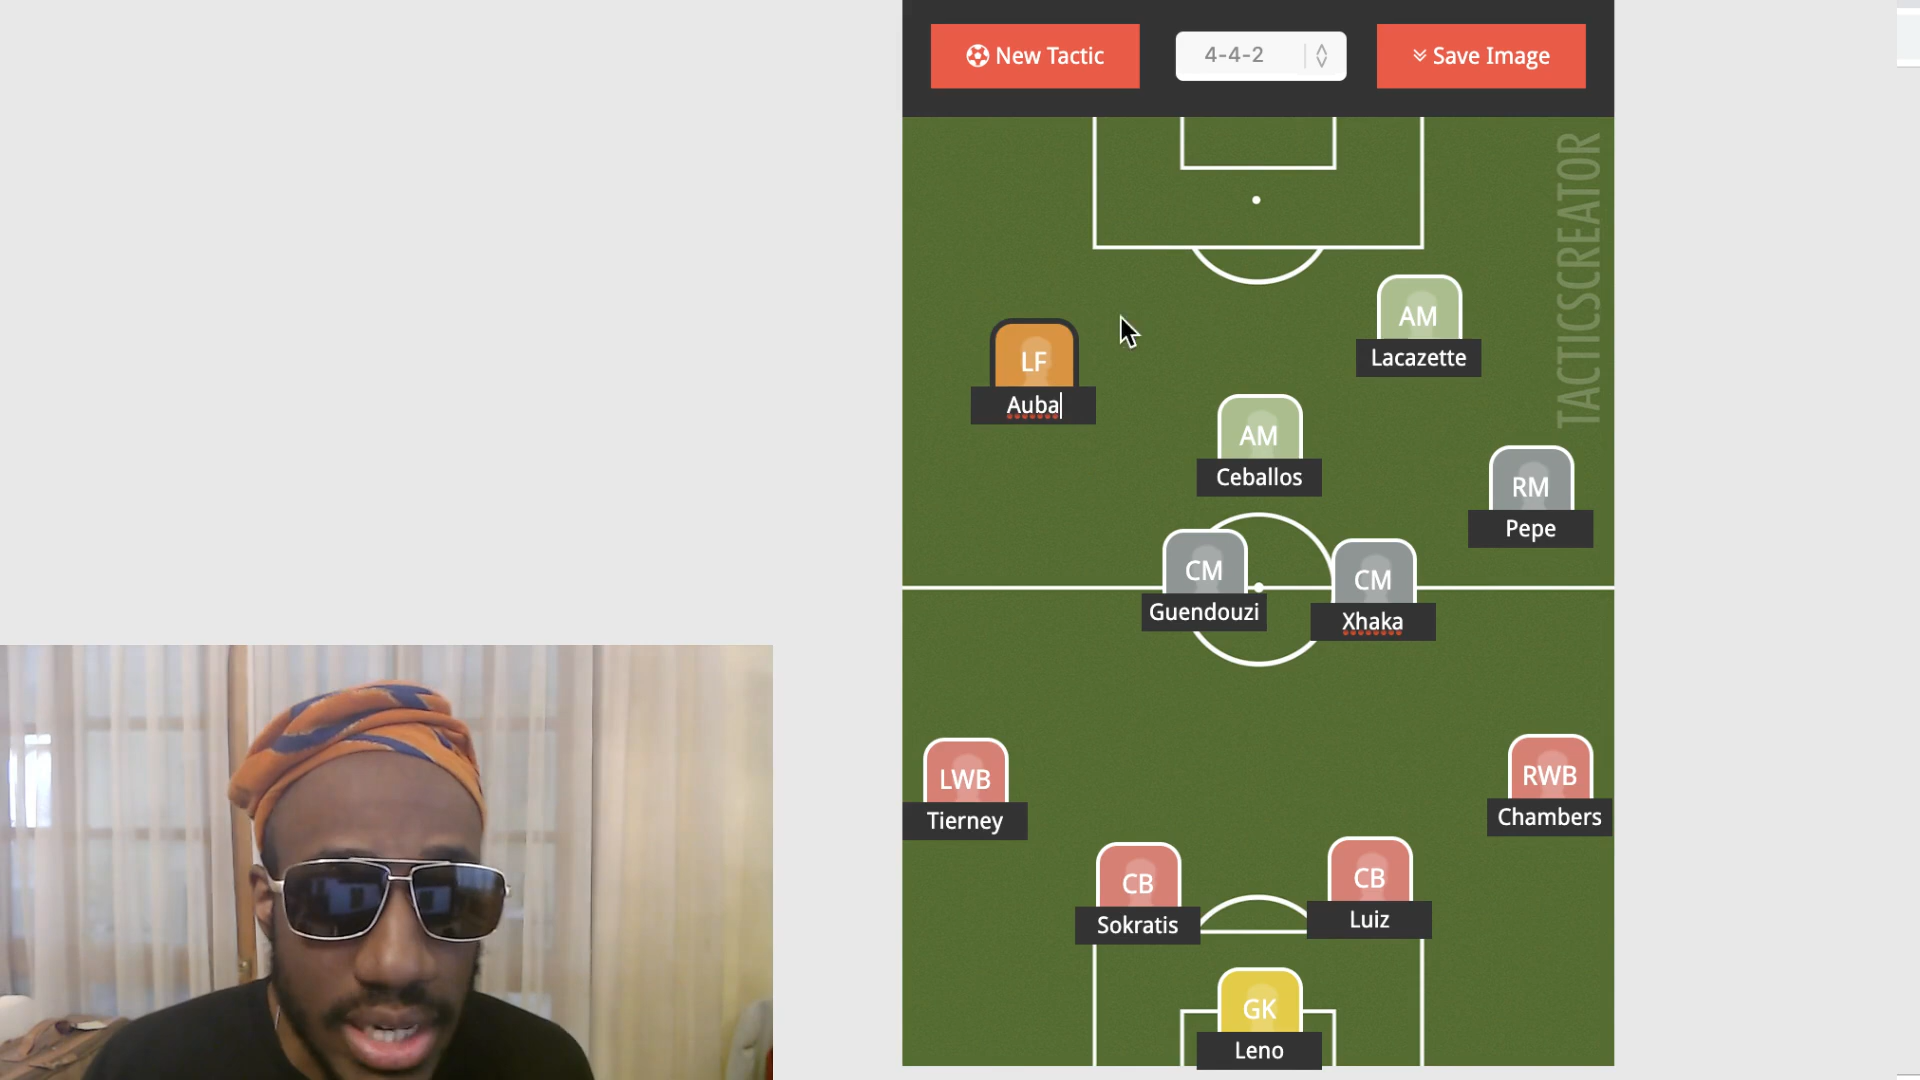 New Tactic
4-4-2
Save Image
TACTICSCREATOR
AM
Lacazette
LF
Auba
AM
Ceballos
RM
Pepe
CM
Guendouzi
CM
Xhaka
LWB
Tierney
RWB
Chambers
CB
Sokratis
CB
Luiz
GK
Leno